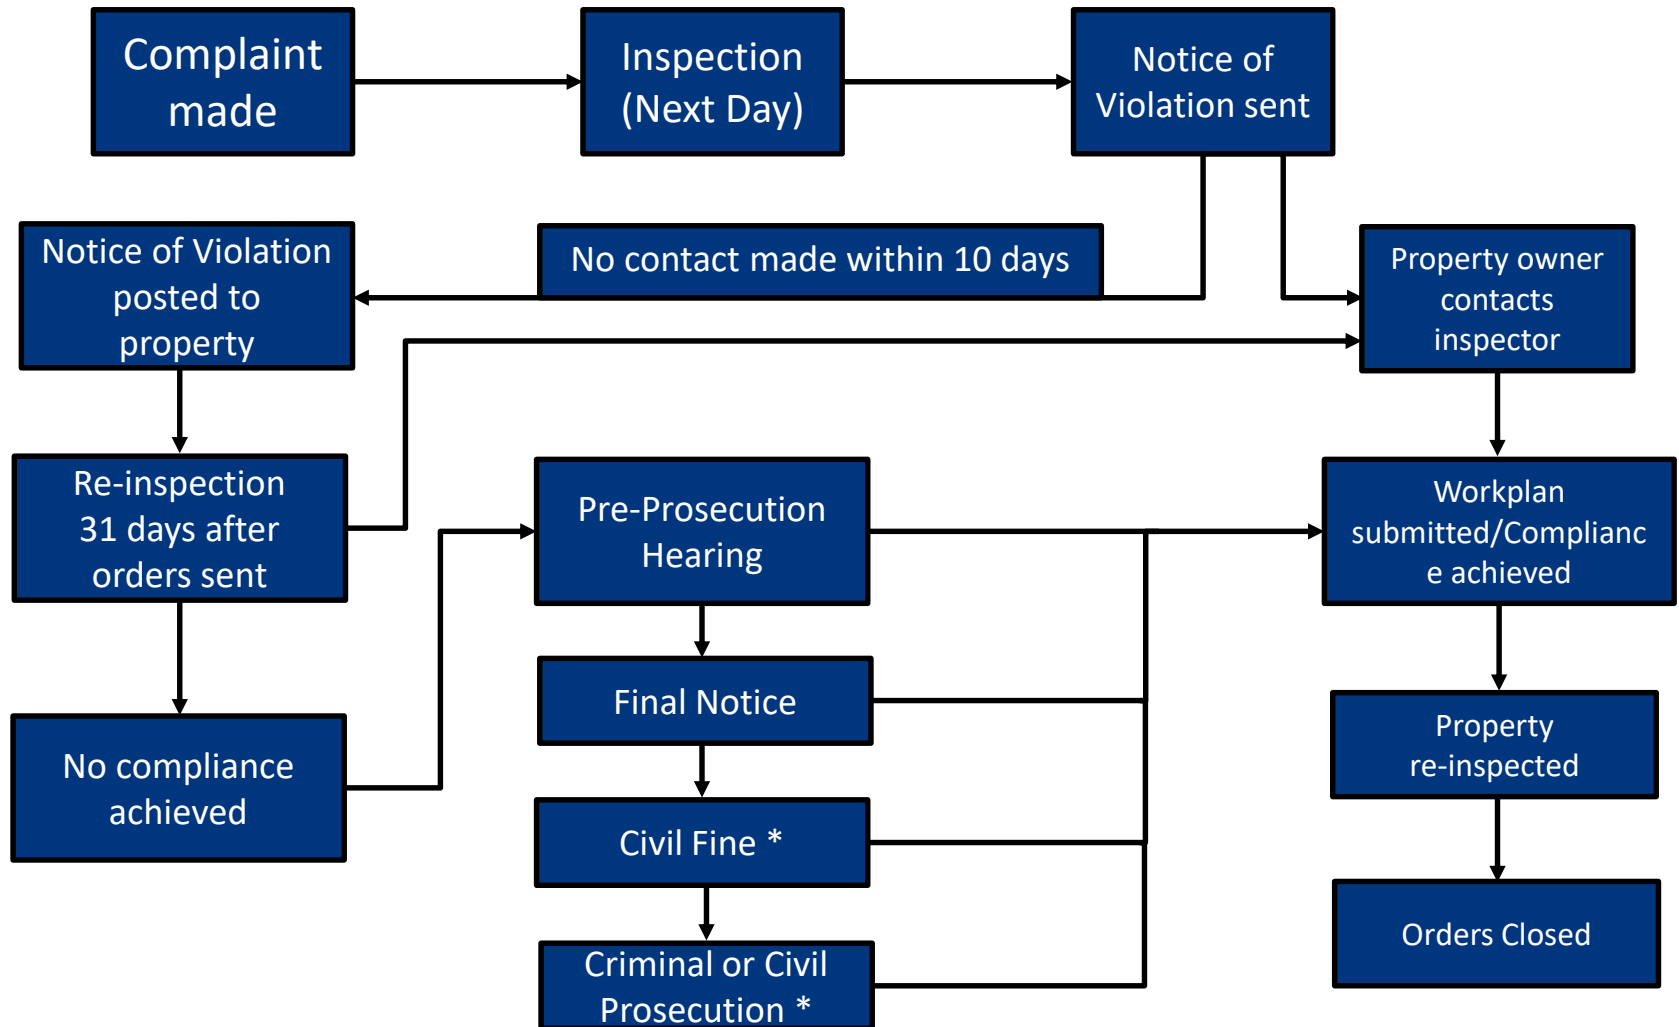 Complaint
made
Inspection
(Next Day)
Notice of
Violation sent
Notice of Violation
posted to
property
No contact made within 10 days
Property owner
contacts
inspector
Re-inspection
31 days after
orders sent
Pre-Prosecution
Hearing
Workplan
submitted/Complianc
e achieved
Final Notice
Property
re-inspected
No compliance
achieved
Civil Fine *
Orders Closed
Criminal or Civil
Prosecution *